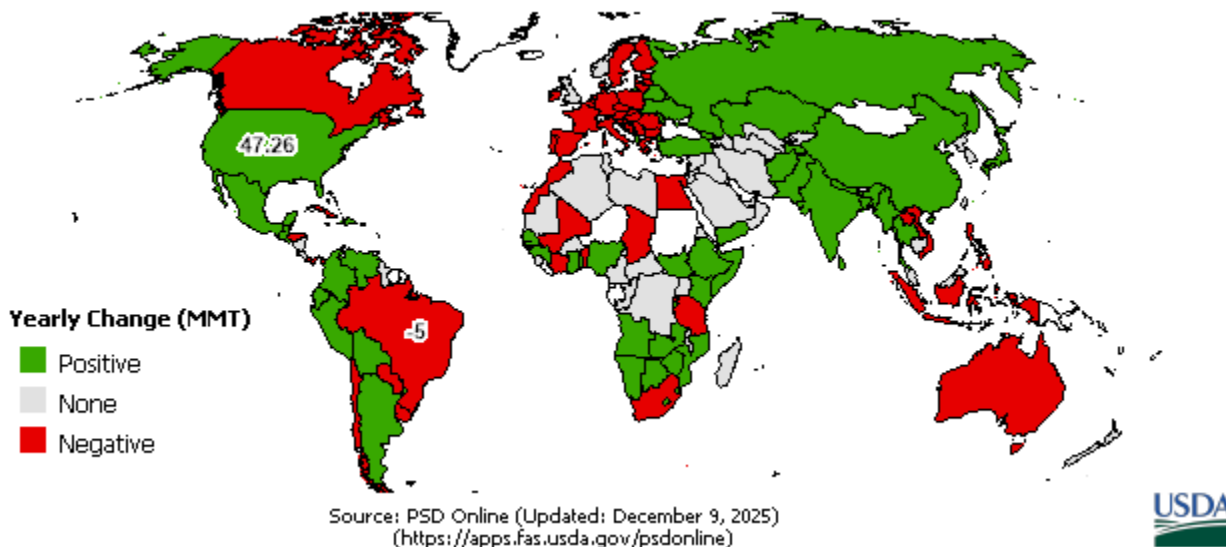 47.26
-5
Yearly Change (MMT)
Positive
None
Negative
Source: PSD Online (Updated: December 9, 2025)
(https://apps.fas.usda.gov/psdonline)
USDA